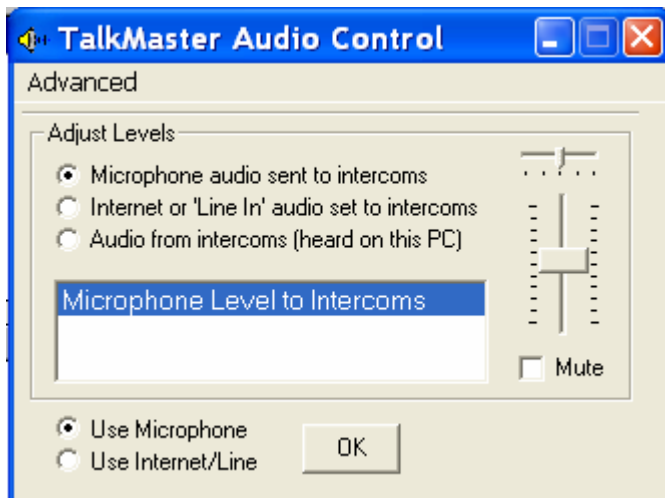 TalkMaster Audio Control
Advanced
Adjust Levels
Microphone audio sent to intercoms
Internet or 'Line In' audio set to intercoms
Audio from intercoms (heard on this PC)
Microphone Level to Intercoms
Mute
Use Microphone
Use Internet/Line
OK